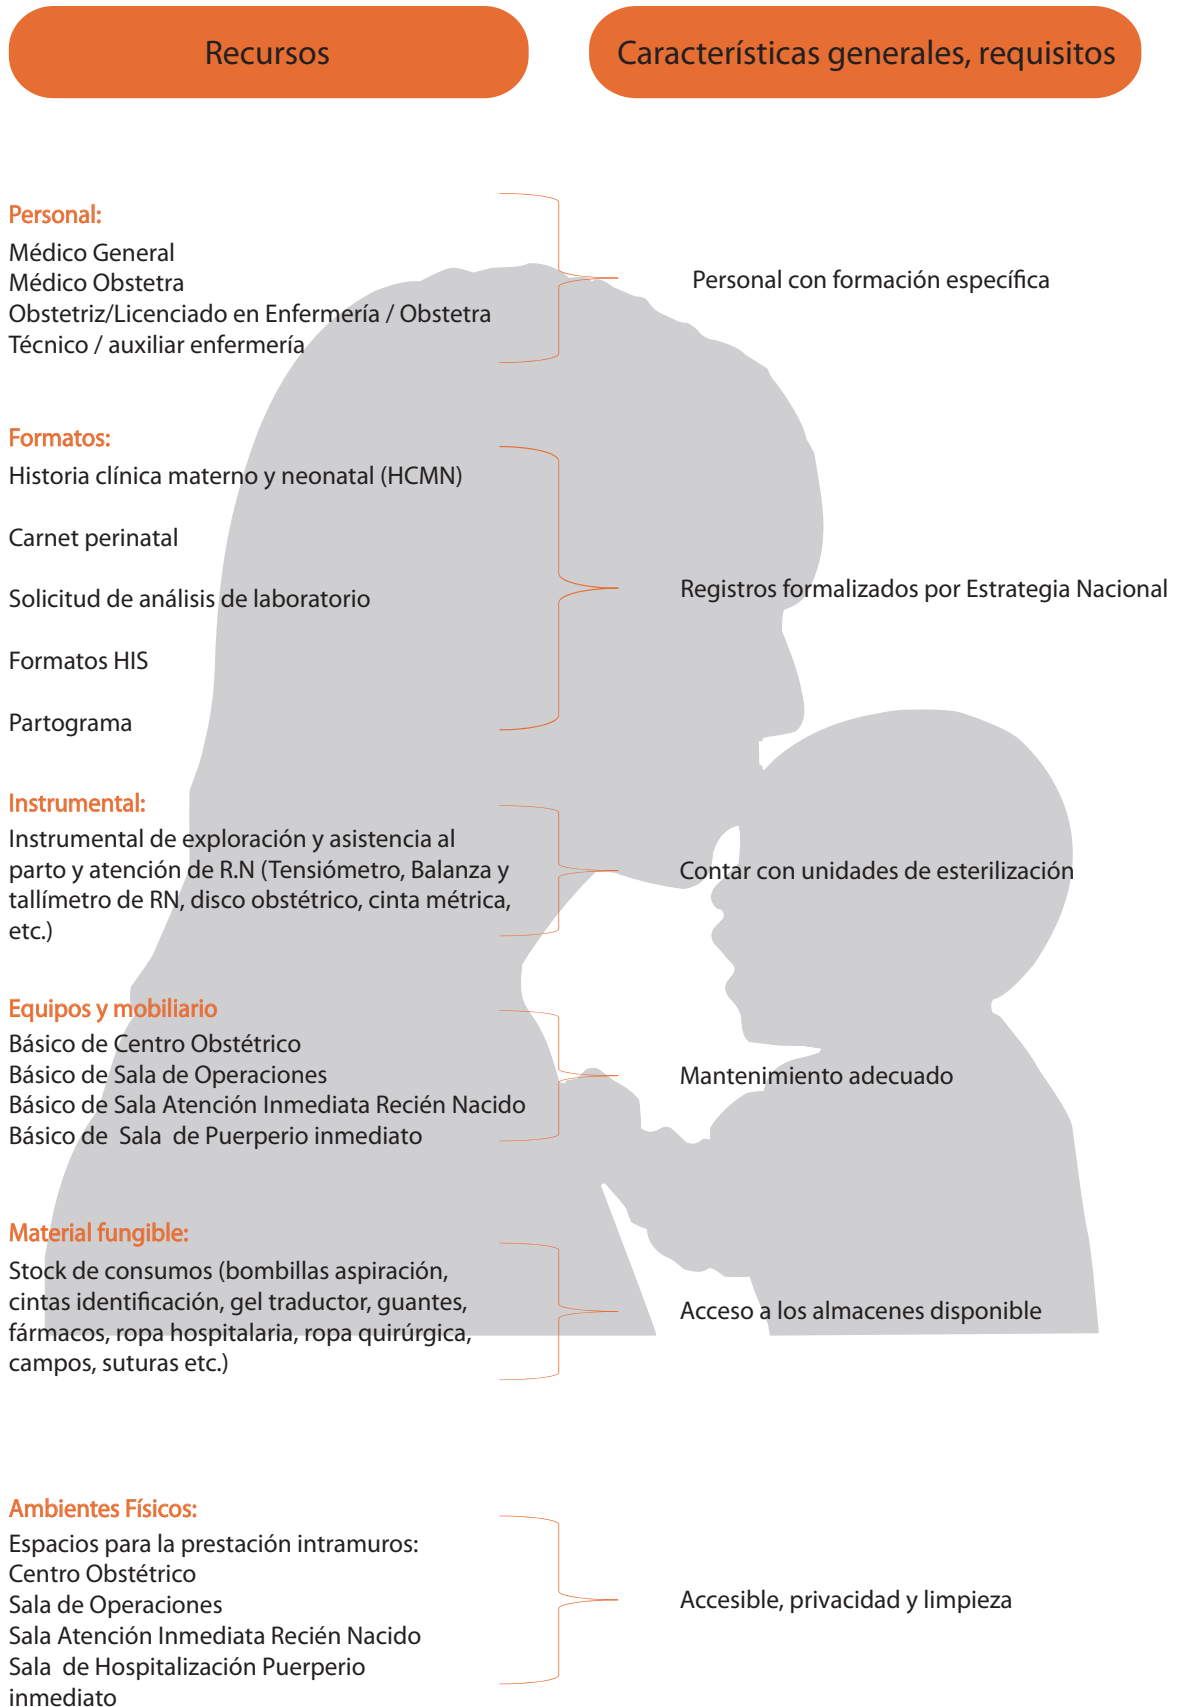 Recursos
Características generales, requisitos
Personal:
Médico General
Médico Obstetra
Obstetriz/Licenciado en Enfermería / Obstetra
Técnico / auxiliar enfermería
Personal con formación específica
Formatos:
Historia clínica materno y neonatal (HCMN)
Carnet perinatal
Solicitud de análisis de laboratorio
Formatos HIS
Partograma
Registros formalizados por Estrategia Nacional
Instrumental:
Instrumental de exploración y asistencia al
parto y atención de R.N (Tensiómetro, Balanza y
tallímetro de RN, disco obstétrico, cinta métrica,
etc.)
Contar con unidades de esterilización
Equipos y mobiliario
Básico de Centro Obstétrico
Básico de Sala de Operaciones
Básico de Sala Atención Inmediata Recién Nacido
Básico de  Sala  de Puerperio inmediato
Mantenimiento adecuado
Material fungible:
Stock de consumos (bombillas aspiración,
cintas identificación, gel traductor, guantes,
fármacos, ropa hospitalaria, ropa quirúrgica,
campos, suturas etc.)
Acceso a los almacenes disponible
Ambientes Físicos:
Espacios para la prestación intramuros:
Centro Obstétrico
Sala de Operaciones
Sala Atención Inmediata Recién Nacido
Sala  de Hospitalización Puerperio
inmediato
Accesible, privacidad y limpieza